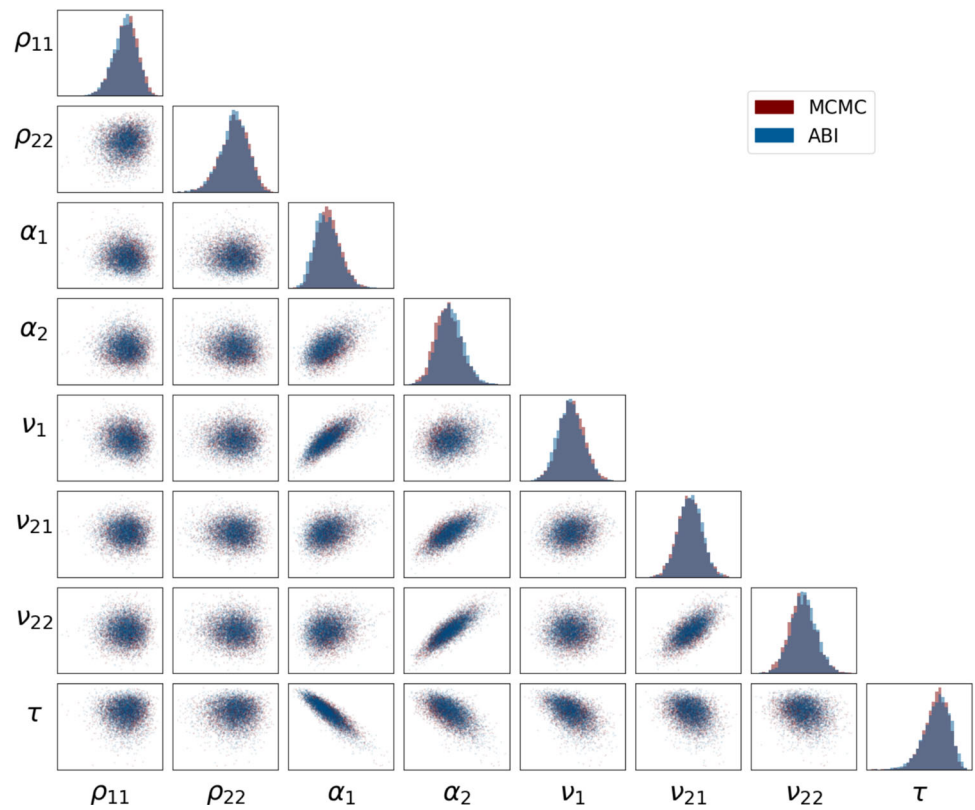 ρ₁₁
ρ₂₂
α₁
α₂
ν₁
ν₂₁
ν₂₂
τ
MCMC
ABI
ρ₁₁ ρ₂₂ α₁ α₂ ν₁ ν₂₁ ν₂₂ τ